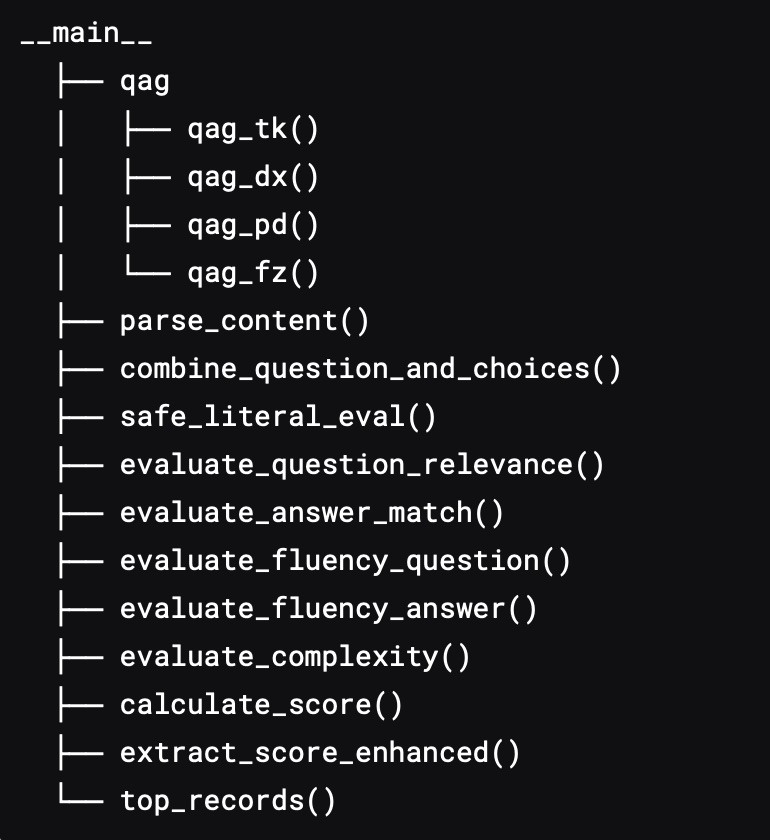 __main__
├── qag
│   ├── qag_tk()
│   ├── qag_dx()
│   ├── qag_pd()
│   └── qag_fz()
├── parse_content()
├── combine_question_and_choices()
├── safe_literal_eval()
├── evaluate_question_relevance()
├── evaluate_answer_match()
├── evaluate_fluency_question()
├── evaluate_fluency_answer()
├── evaluate_complexity()
├── calculate_score()
├── extract_score_enhanced()
└── top_records()